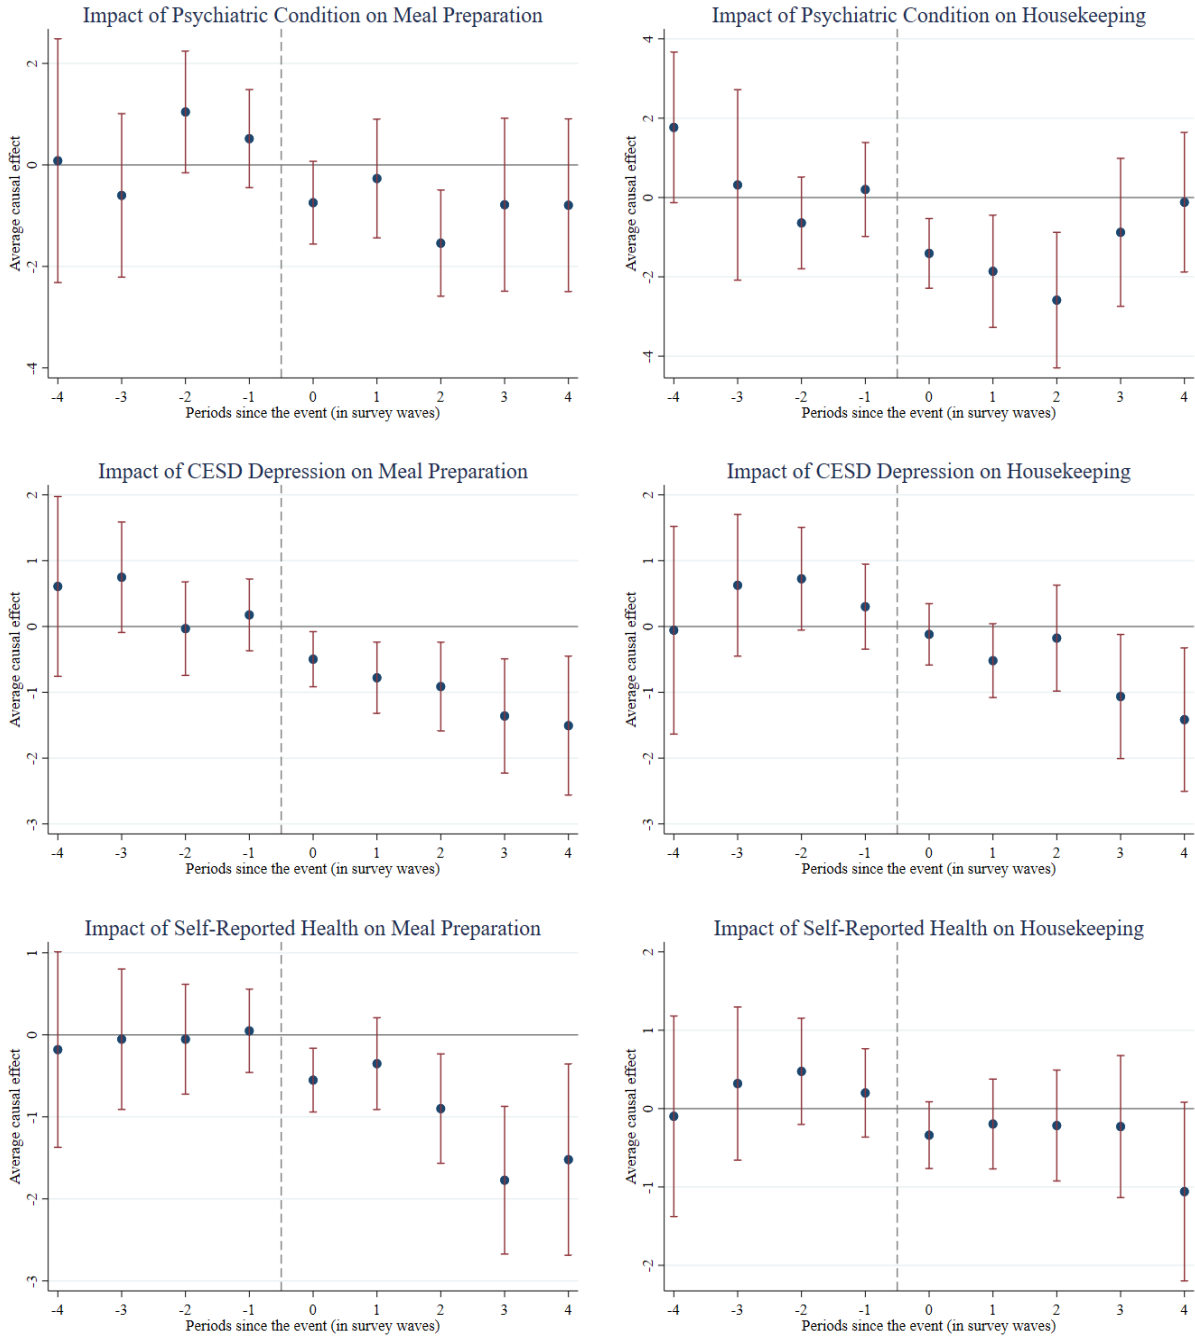 Impact of Psychiatric Condition on Meal Preparation
Average causal effect
2
0
-2
-4
-4 -3 -2 -1 0 1 2 3 4
Periods since the event (in survey waves)
Impact of Psychiatric Condition on Housekeeping
Average causal effect
4
2
0
-2
-4
-4 -3 -2 -1 0 1 2 3 4
Periods since the event (in survey waves)
Impact of CESD Depression on Meal Preparation
Average causal effect
2
1
0
-1
-2
-3
-4 -3 -2 -1 0 1 2 3 4
Periods since the event (in survey waves)
Impact of CESD Depression on Housekeeping
Average causal effect
2
1
0
-1
-2
-3
-4 -3 -2 -1 0 1 2 3 4
Periods since the event (in survey waves)
Impact of Self-Reported Health on Meal Preparation
Average causal effect
1
0
-1
-2
-3
-4 -3 -2 -1 0 1 2 3 4
Periods since the event (in survey waves)
Impact of Self-Reported Health on Housekeeping
Average causal effect
2
1
0
-1
-2
-4 -3 -2 -1 0 1 2 3 4
Periods since the event (in survey waves)